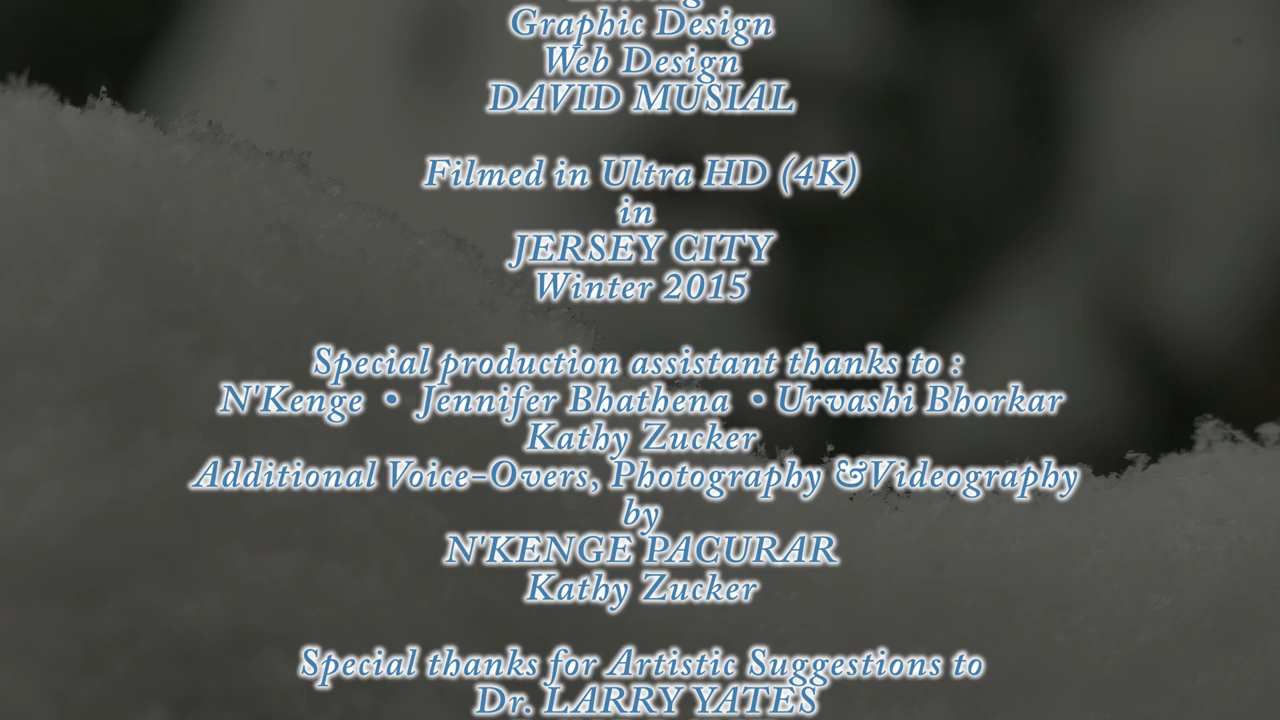 Graphic Design
Web Design
DAVID MUSIAL
Filmed in Ultra HD (4K)
in
JERSEY CITY
Winter 2015
Special production assistant thanks to :
N'Kenge • Jennifer Bhathena • Urvashi Bhorkar
Kathy Zucker
Additional Voice-Overs, Photography &Videography
by
N'KENGE PACURAR
Kathy Zucker
Special thanks for Artistic Suggestions to
Dr. LARRY YATES